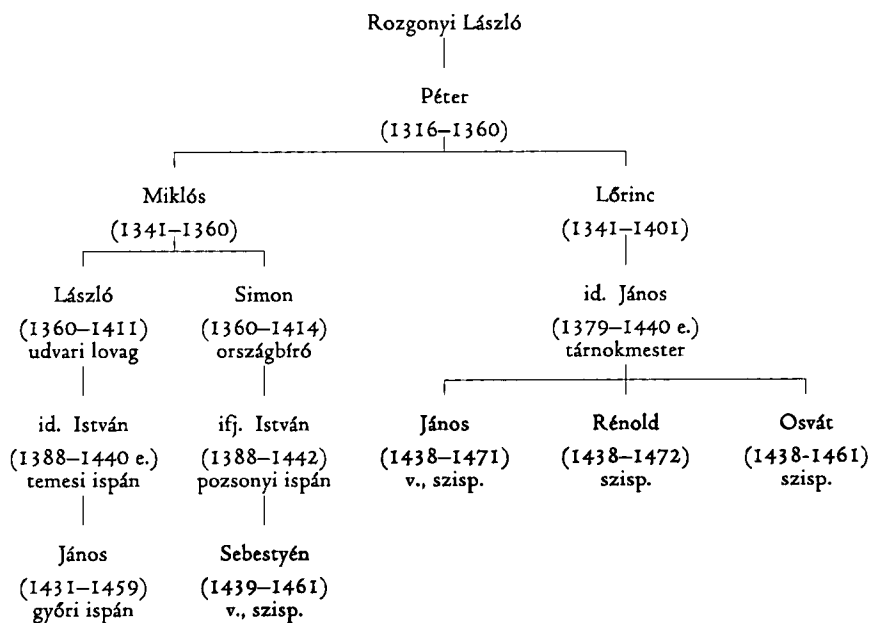 Rozgonyi László
Péter
(1316–1360)
Miklós
Lőrinc
(1341–1360)
(1341–1401)
László
Simon
id. János
(1360–1411)
(1360–1414)
(1379–1440 e.)
udvari lovag
országbíró
tárnokmester
id. István
ifj. István
János
Rénold
Osvát
(1388–1440 e.)
(1388–1442)
(1438–1471)
(1438–1472)
(1438-1461)
temesi ispán
pozsonyi ispán
v., szisp.
szisp.
szisp.
János
Sebestyén
(1431–1459)
(1439–1461)
győri ispán
v., szisp.